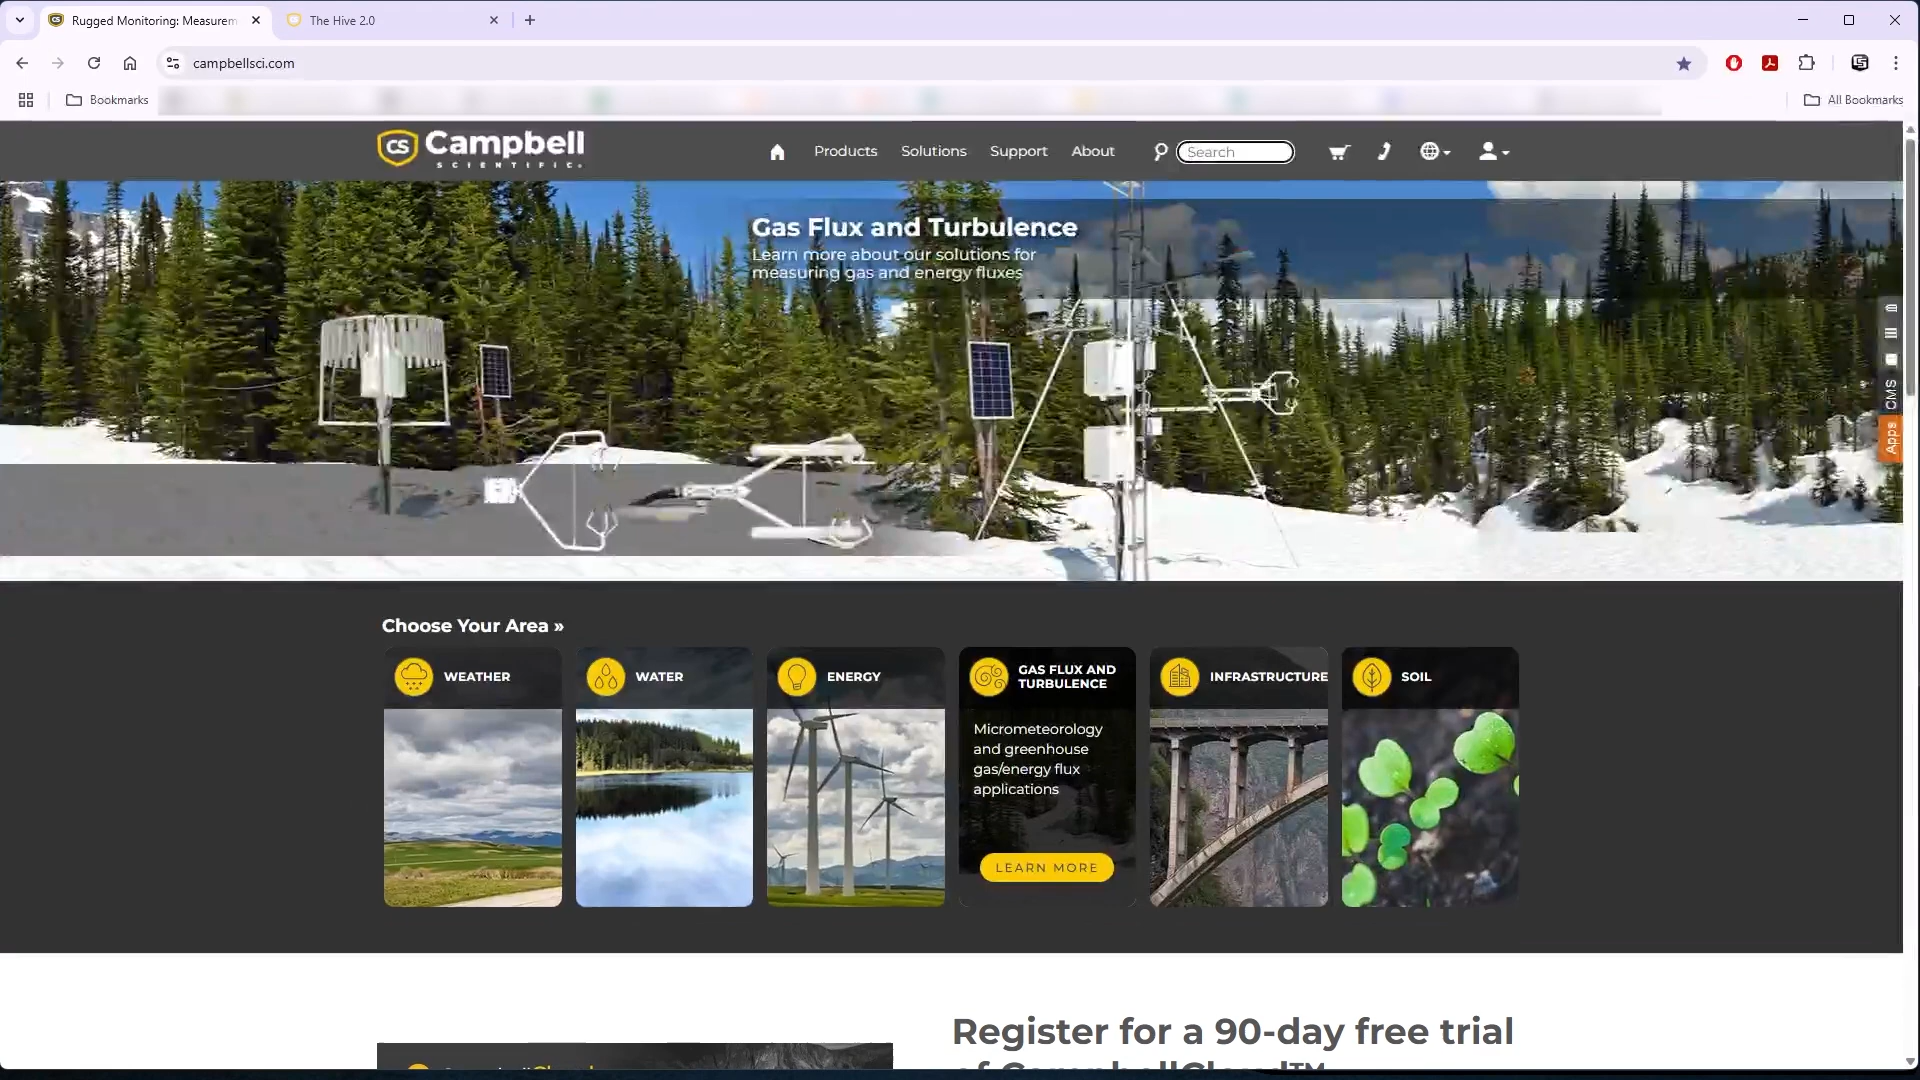 Rugged Monitoring: Measurem
The Hive 2.0
campbellsci.com
Bookmarks
All Bookmarks
CS Campbell
SCIENTIFIC
Products
Solutions
Support
About
Search
Gas Flux and Turbulence
Learn more about our solutions for
measuring gas and energy fluxes
CMS
Apps
Choose Your Area »
WEATHER
WATER
ENERGY
GAS FLUX AND
TURBULENCE
INFRASTRUCTURE
SOIL
Micrometeorology
and greenhouse
gas/energy flux
applications
LEARN MORE
Register for a 90-day free trial
of CampbellCloud™